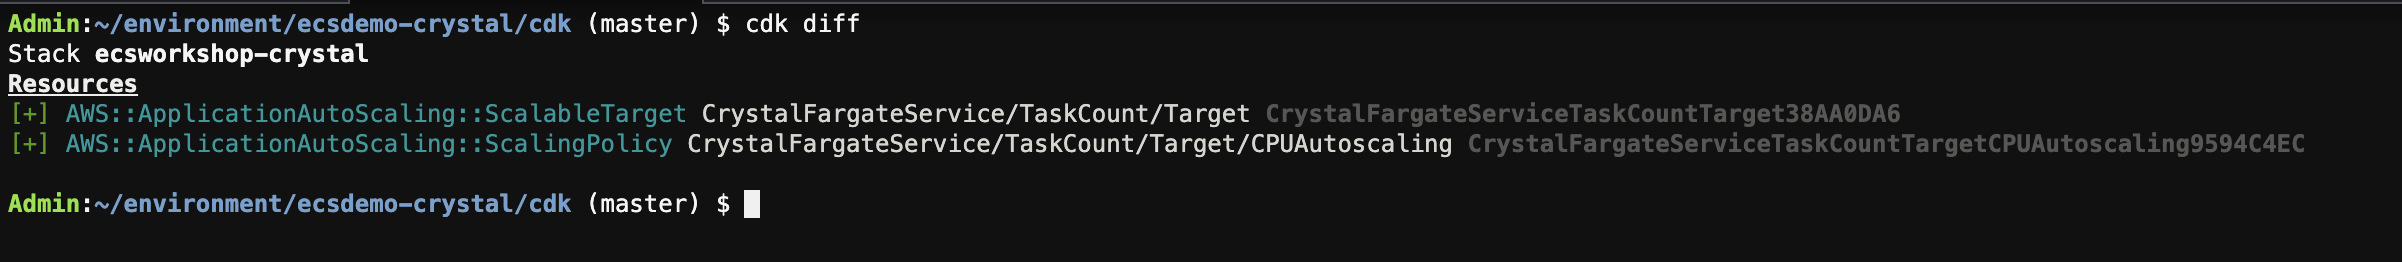 Admin:~/environment/ecsdemo-crystal/cdk (master) $ cdk diff
Stack ecsworkshop-crystal
Resources
[+] AWS::ApplicationAutoScaling::ScalableTarget CrystalFargateService/TaskCount/Target CrystalFargateServiceTaskCountTarget38AA0DA6
[+] AWS::ApplicationAutoScaling::ScalingPolicy CrystalFargateService/TaskCount/Target/CPUAutoscaling CrystalFargateServiceTaskCountTargetCPUAutoscaling9594C4EC
Admin:~/environment/ecsdemo-crystal/cdk (master) $